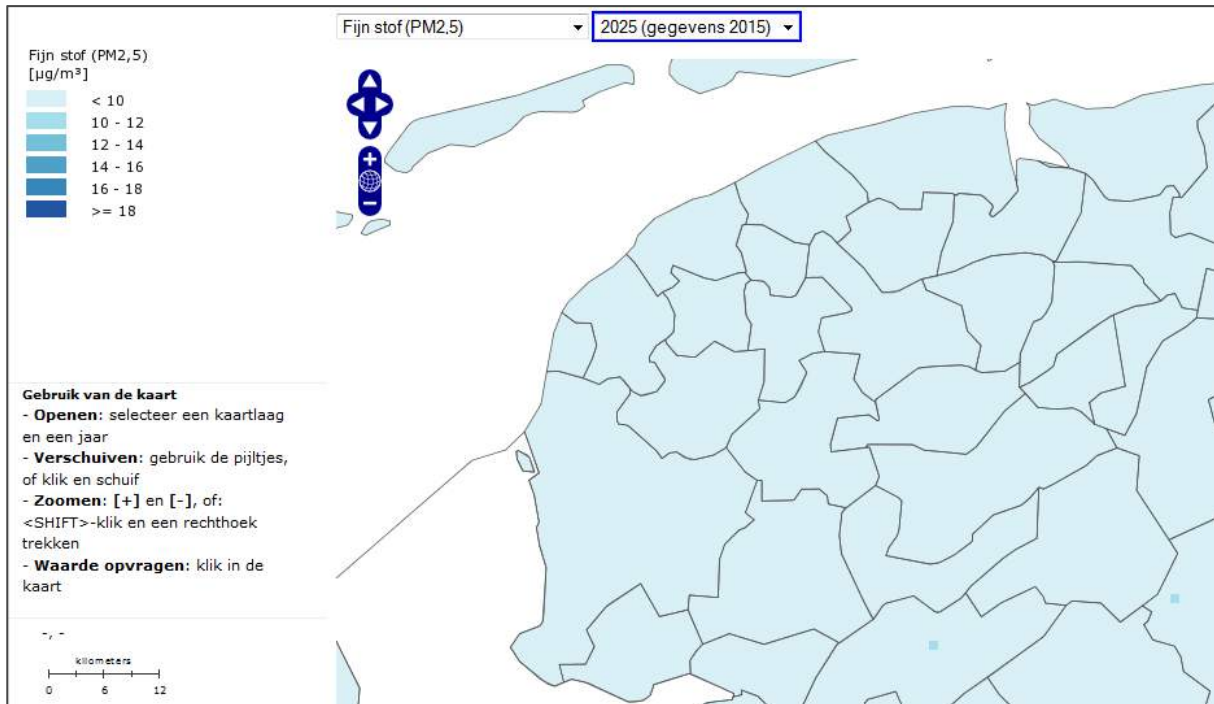 Fijn stof (PM2,5)
2025 (gegevens 2015)
Fijn stof (PM2,5)
[µg/m³]
< 10
10 - 12
12 - 14
14 - 16
16 - 18
>= 18
Gebruik van de kaart
- Openen: selecteer een kaartlaag
en een jaar
- Verschuiven: gebruik de pijltjes,
of klik en schuif
- Zoomen: [+] en [-], of:
<SHIFT>-klik en een rechthoek
trekken
- Waarde opvragen: klik in de
kaart
-, -
kilometers
0 6 12